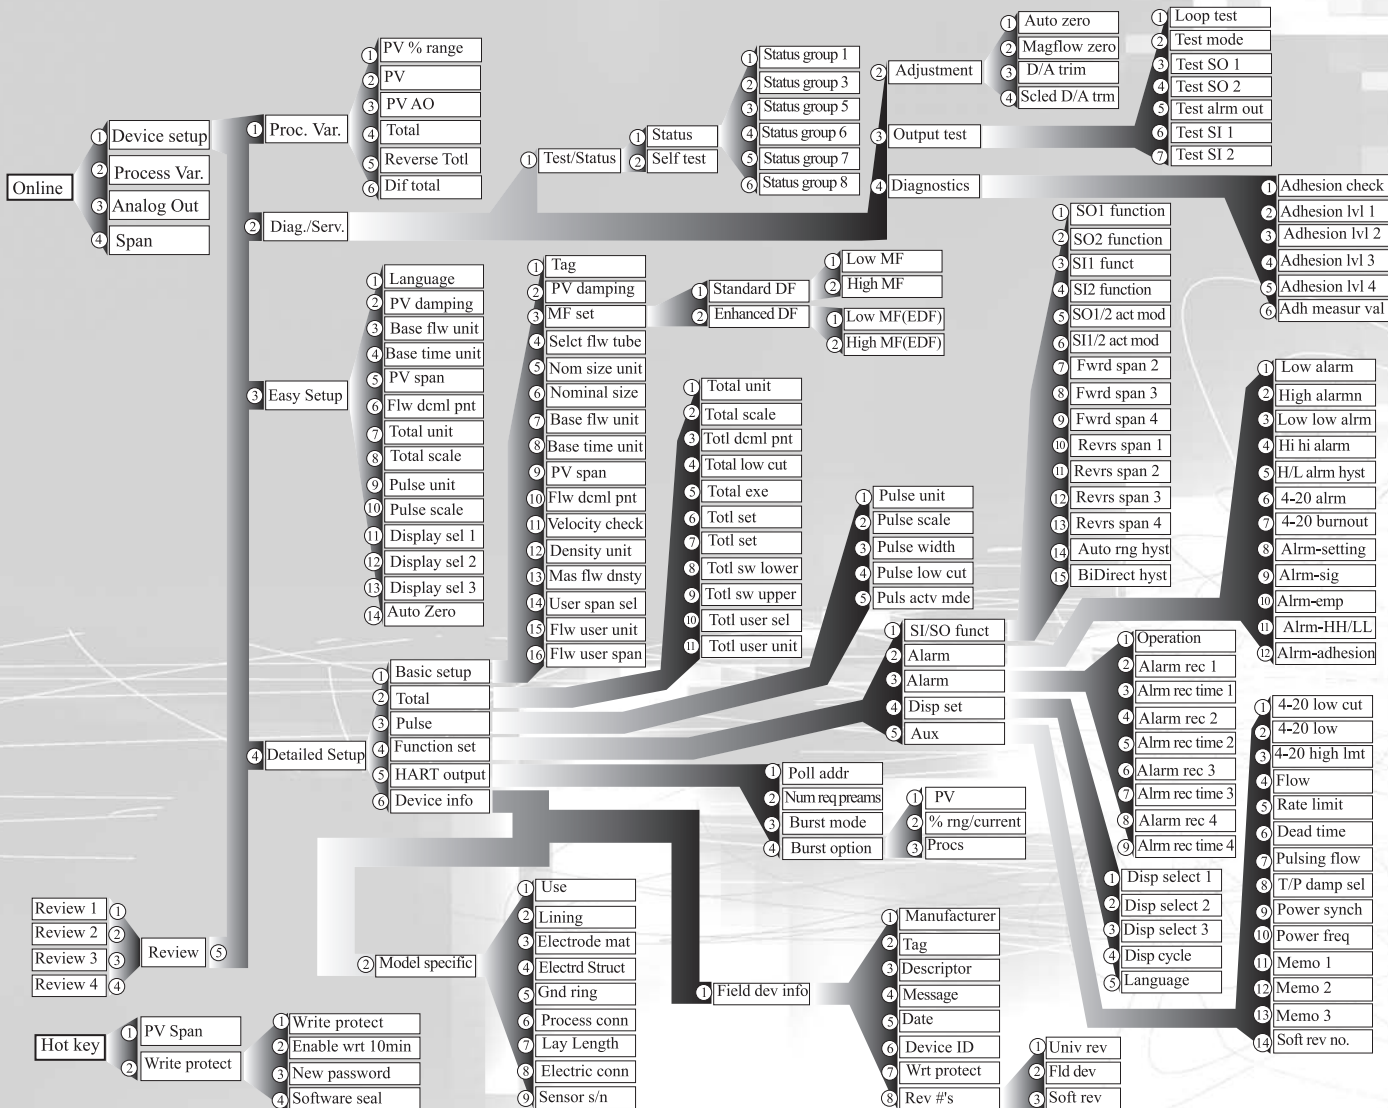 Online
1 Device setup
2 Process Var.
3 Analog Out
4 Span
1 Proc. Var.
1 PV % range
2 PV
3 PV AO
4 Total
5 Reverse Totl
6 Dif total
2 Diag./Serv.
1 Test/Status
1 Status
2 Self test
1 Status group 1
2 Status group 3
3 Status group 5
4 Status group 6
5 Status group 7
6 Status group 8
2 Adjustment
1 Auto zero
2 Magflow zero
3 D/A trim
4 Scled D/A trm
3 Output test
1 Loop test
2 Test mode
3 Test SO 1
4 Test SO 2
5 Test alrm out
6 Test SI 1
7 Test SI 2
4 Diagnostics
1 Adhesion check
2 Adhesion lvl 1
3 Adhesion lvl 2
4 Adhesion lvl 3
5 Adhesion lvl 4
6 Adh measur val
3 Easy Setup
1 Language
2 PV damping
3 Base flw unit
4 Base time unit
5 PV span
6 Flw dcml pnt
7 Total unit
8 Total scale
9 Pulse unit
10 Pulse scale
11 Display sel 1
12 Display sel 2
13 Display sel 3
14 Auto Zero
4 Detailed Setup
1 Basic setup
2 Total
3 Pulse
4 Function set
5 HART output
6 Device info
1 Tag
2 PV damping
3 MF set
4 Selct flw tube
5 Nom size unit
6 Nominal size
7 Base flw unit
8 Base time unit
9 PV span
10 Flw dcml pnt
11 Velocity check
12 Density unit
13 Mas flw dnsty
14 User span sel
15 Flw user unit
16 Flw user span
1 Standard DF
2 Enhanced DF
1 Low MF
2 High MF
1 Low MF(EDF)
2 High MF(EDF)
1 Total unit
2 Total scale
3 Totl dcml pnt
4 Total low cut
5 Total exe
6 Totl set
7 Totl set
8 Totl sw lower
9 Totl sw upper
10 Totl user sel
11 Totl user unit
1 Pulse unit
2 Pulse scale
3 Pulse width
4 Pulse low cut
5 Puls actv mde
1 SI/SO funct
2 Alarm
3 Alarm
4 Disp set
5 Aux
1 SO1 function
2 SO2 function
3 SI1 funct
4 SI2 function
5 SO1/2 act mod
6 SI1/2 act mod
7 Fwrd span 2
8 Fwrd span 3
9 Fwrd span 4
10 Revrs span 1
11 Revrs span 2
12 Revrs span 3
13 Revrs span 4
14 Auto rng hyst
15 BiDirect hyst
1 Low alarm
2 High alarmn
3 Low low alrm
4 Hi hi alarm
5 H/L alrm hyst
6 4-20 alrm
7 4-20 burnout
8 Alrm-setting
9 Alrm-sig
10 Alrm-emp
11 Alrm-HH/LL
12 Alrm-adhesion
1 Operation
2 Alarm rec 1
3 Alrm rec time 1
4 Alarm rec 2
5 Alrm rec time 2
6 Alarm rec 3
7 Alrm rec time 3
8 Alarm rec 4
9 Alrm rec time 4
1 Disp select 1
2 Disp select 2
3 Disp select 3
4 Disp cycle
5 Language
1 4-20 low cut
2 4-20 low
3 4-20 high lmt
4 Flow
5 Rate limit
6 Dead time
7 Pulsing flow
8 T/P damp sel
9 Power synch
10 Power freq
11 Memo 1
12 Memo 2
13 Memo 3
14 Soft rev no.
1 Poll addr
2 Num req preams
3 Burst mode
4 Burst option
1 PV
2 % rng/current
3 Procs
1 Field dev info
1 Manufacturer
2 Tag
3 Descriptor
4 Message
5 Date
6 Device ID
7 Wrt protect
8 Rev #'s
1 Univ rev
2 Fld dev
3 Soft rev
2 Model specific
1 Use
2 Lining
3 Electrode mat
4 Electrd Struct
5 Gnd ring
6 Process conn
7 Lay Length
8 Electric conn
9 Sensor s/n
Review 5
Review 1 1
Review 2 2
Review 3 3
Review 4 4
Hot key
1 PV Span
2 Write protect
1 Write protect
2 Enable wrt 10min
3 New password
4 Software seal